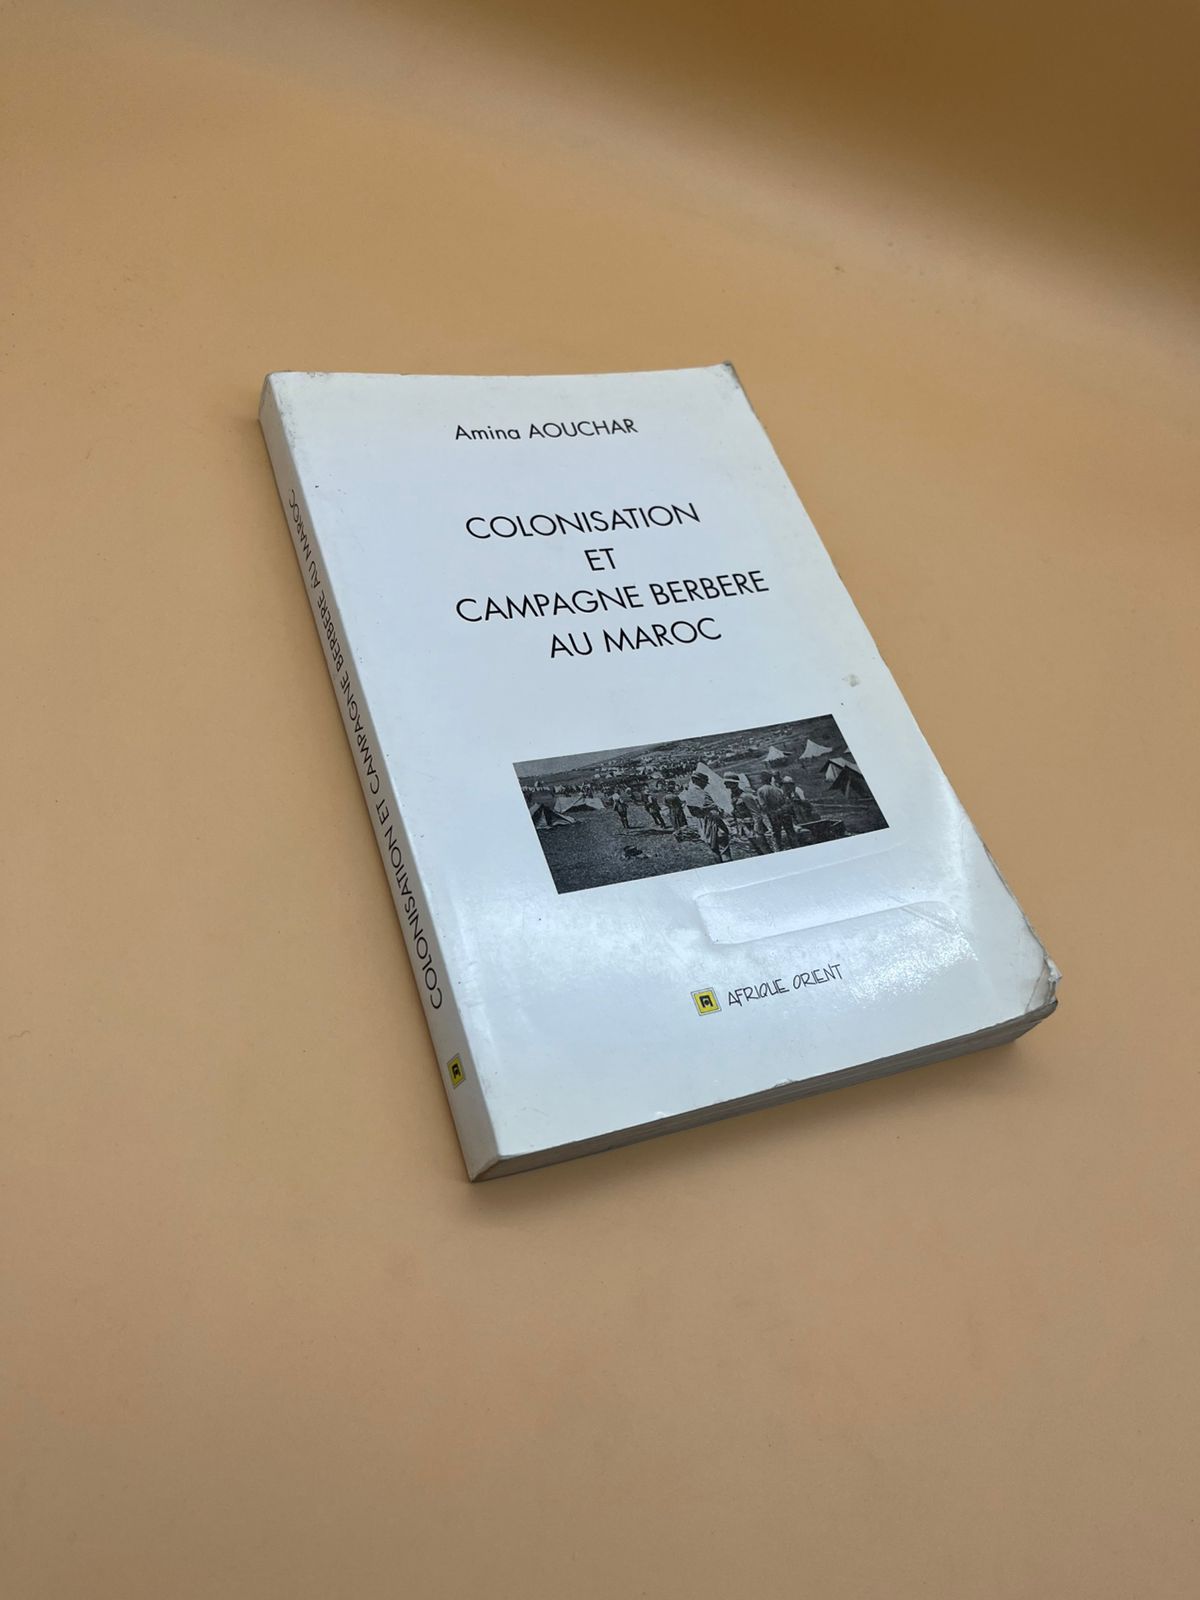 Amina AOUCHAR
COLONISATION
ET
CAMPAGNE BERBERE
AU MAROC
AFRIQUE ORIENT
COLONISATION ET CAMPAGNE BERBERE AU MAROC